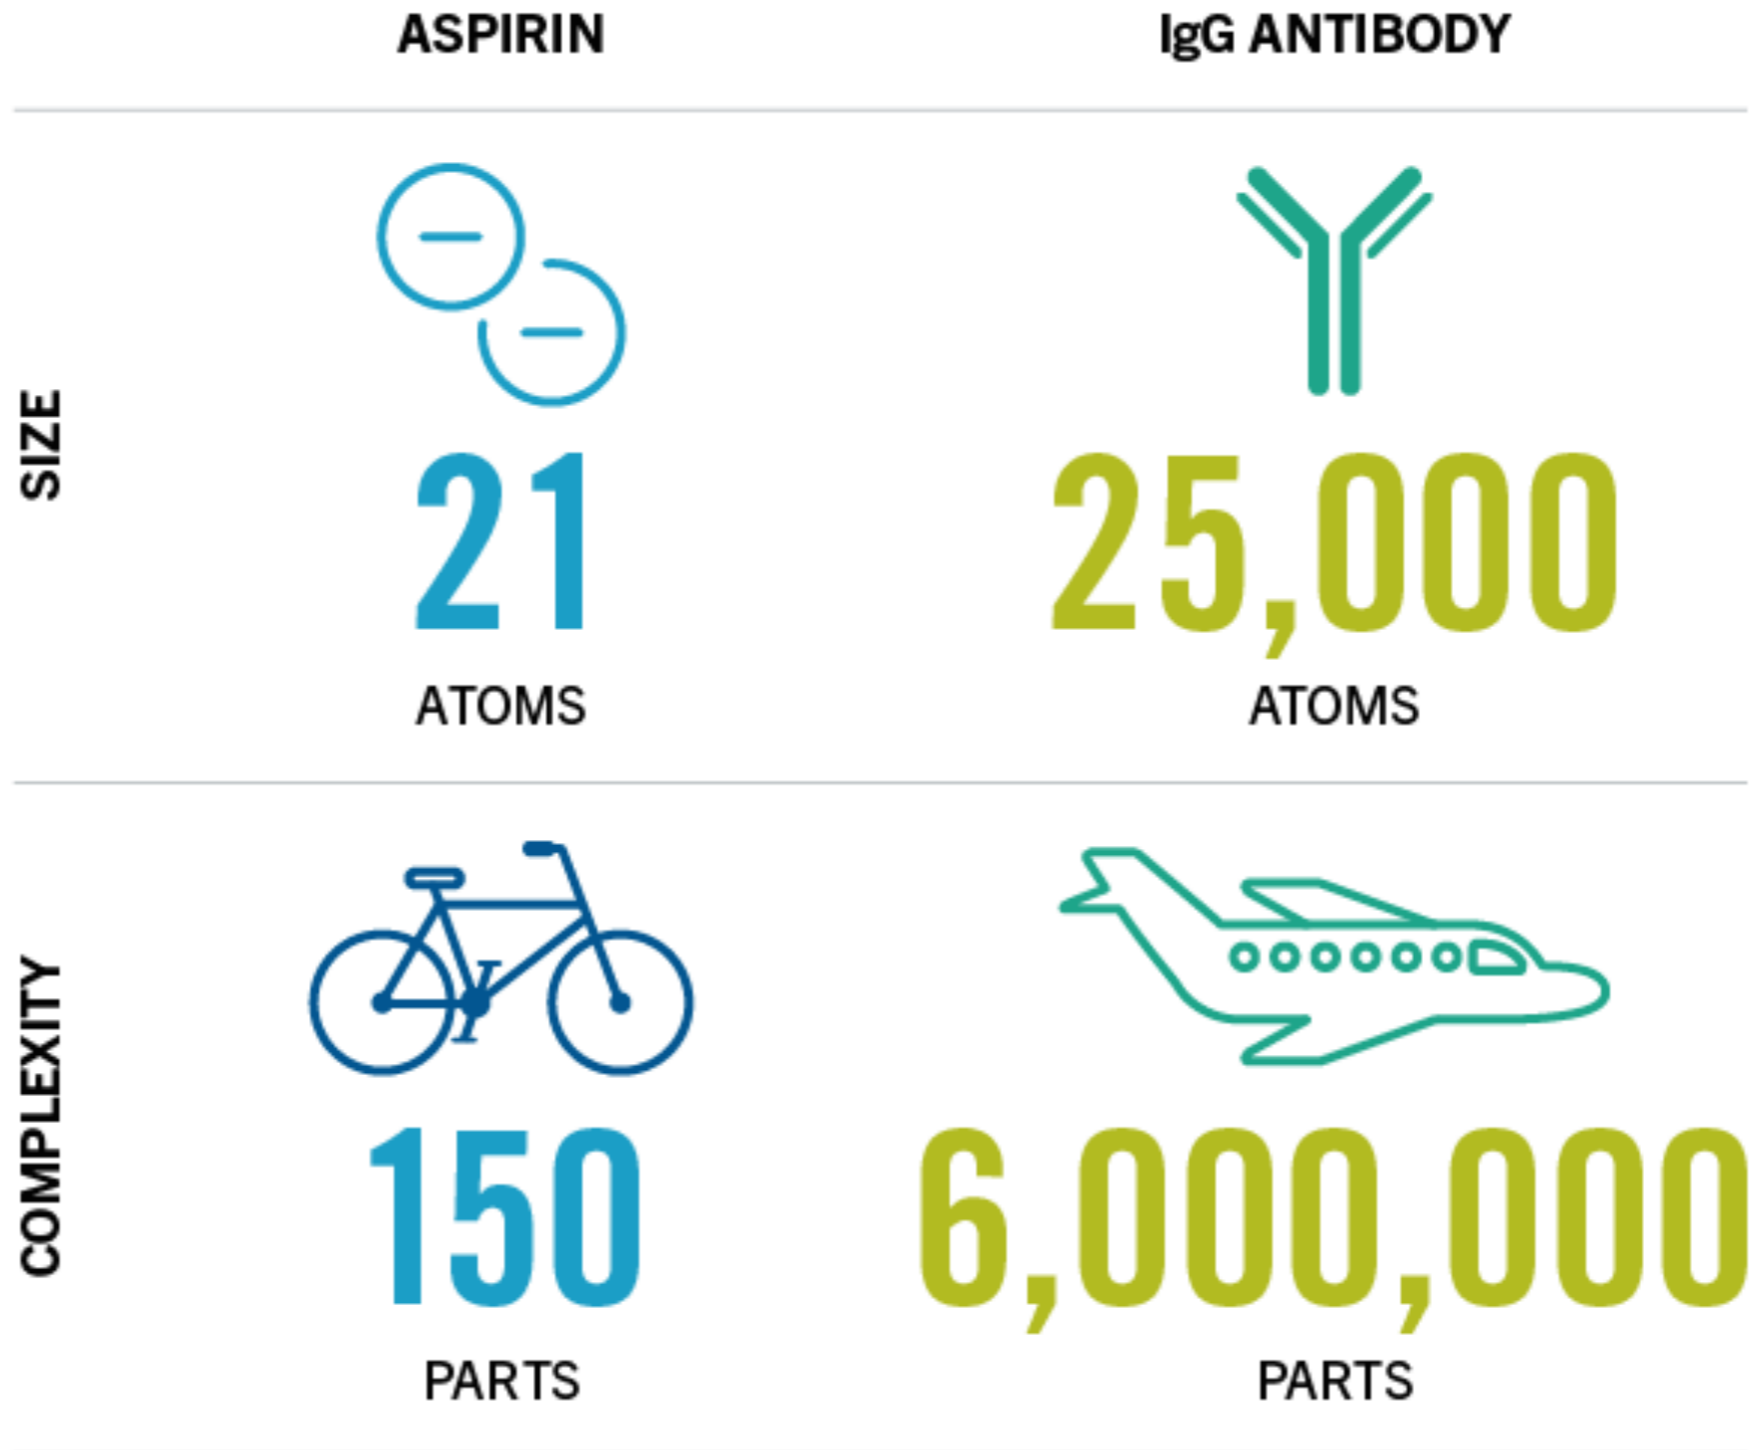 ASPIRIN
IgG ANTIBODY
SIZE
21
25,000
ATOMS
ATOMS
COMPLEXITY
150
6,000,000
PARTS
PARTS